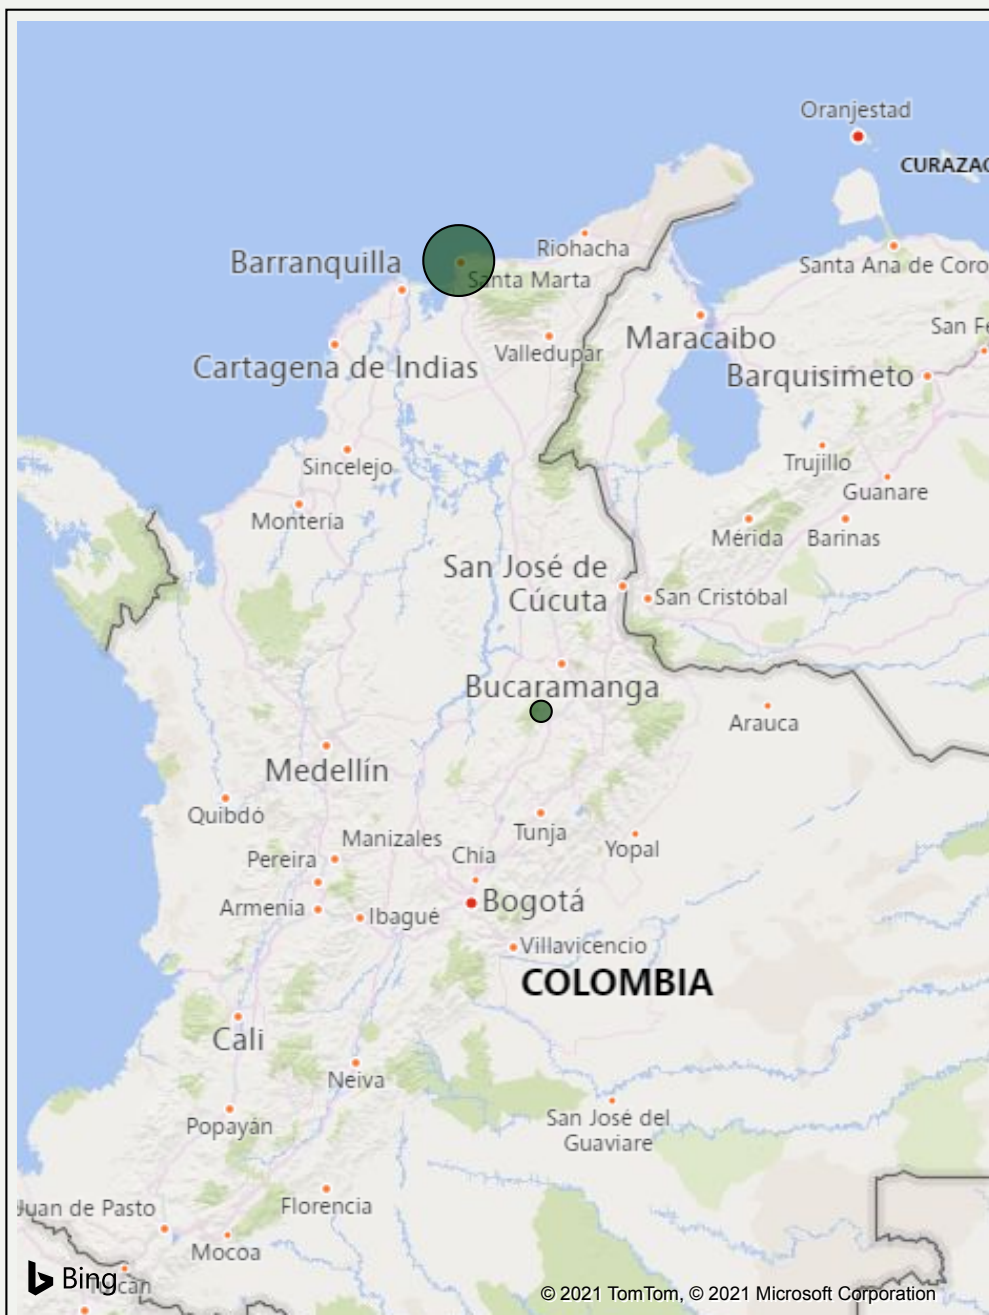 Oranjestad
CURAZAO
Riohacha
Barranquilla
Santa Marta
Santa Ana de Coro
San Fe
Maracaibo
Valledupar
Cartagena de Indias
Barquisimeto
Trujillo
Sincelejo
Guanare
Montería
Mérida
Barinas
San José de
Cúcuta
San Cristóbal
Bucaramanga
Arauca
Medellín
Quibdó
Tunja
Manizales
Yopal
Chía
Pereira
Bogotá
Armenia
Ibagué
Villavicencio
COLOMBIA
Cali
Neiva
San José del
Guaviare
Popayán
Florencia
Juan de Pasto
Mocoa
Bing
© 2021 TomTom, © 2021 Microsoft Corporation